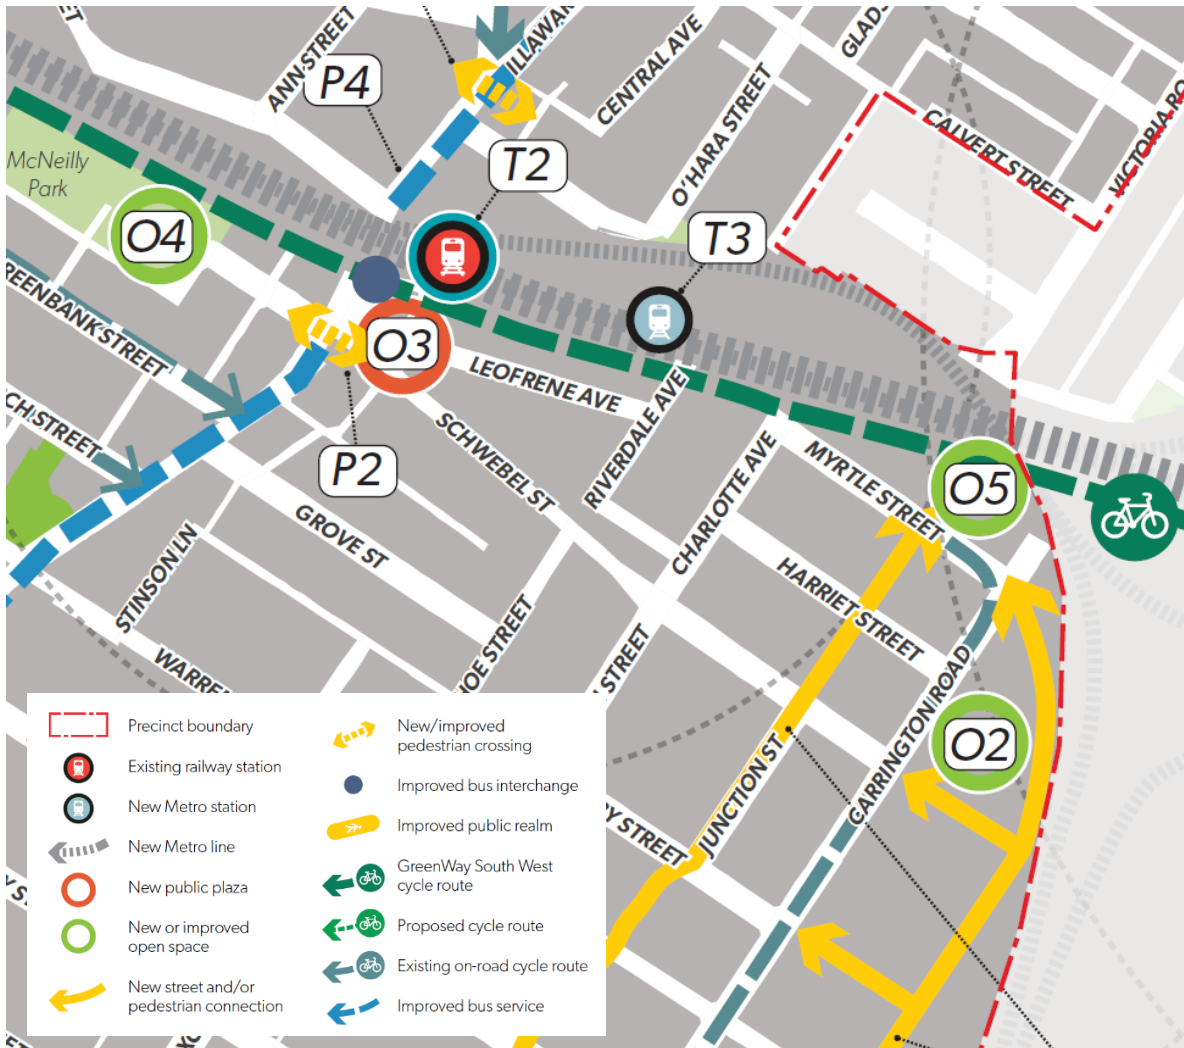 ANN STREET
P4
ILLAWAR
CENTRAL AVE
GLADS
O'HARA STREET
CALVERT STREET
VICTORIA RO
McNeilly
Park
T2
O4
T3
REENBANK STREET
O3
LEOFRENE AVE
CH STREET
P2
SCHWEBEL ST
RIVERDALE AVE
CHARLOTTE AVE
MYRTLE STREET
O5
GROVE ST
STINSON LN
HARRIET STREET
WARRE
HOE STREET
STREET
CARRINGTON ROAD
O2
JUNCTION ST
Y STREET
Precinct boundary
Existing railway station
New Metro station
New Metro line
New public plaza
New or improved
open space
New street and/or
pedestrian connection
New/improved
pedestrian crossing
Improved bus interchange
Improved public realm
GreenWay South West
cycle route
Proposed cycle route
Existing on-road cycle route
Improved bus service